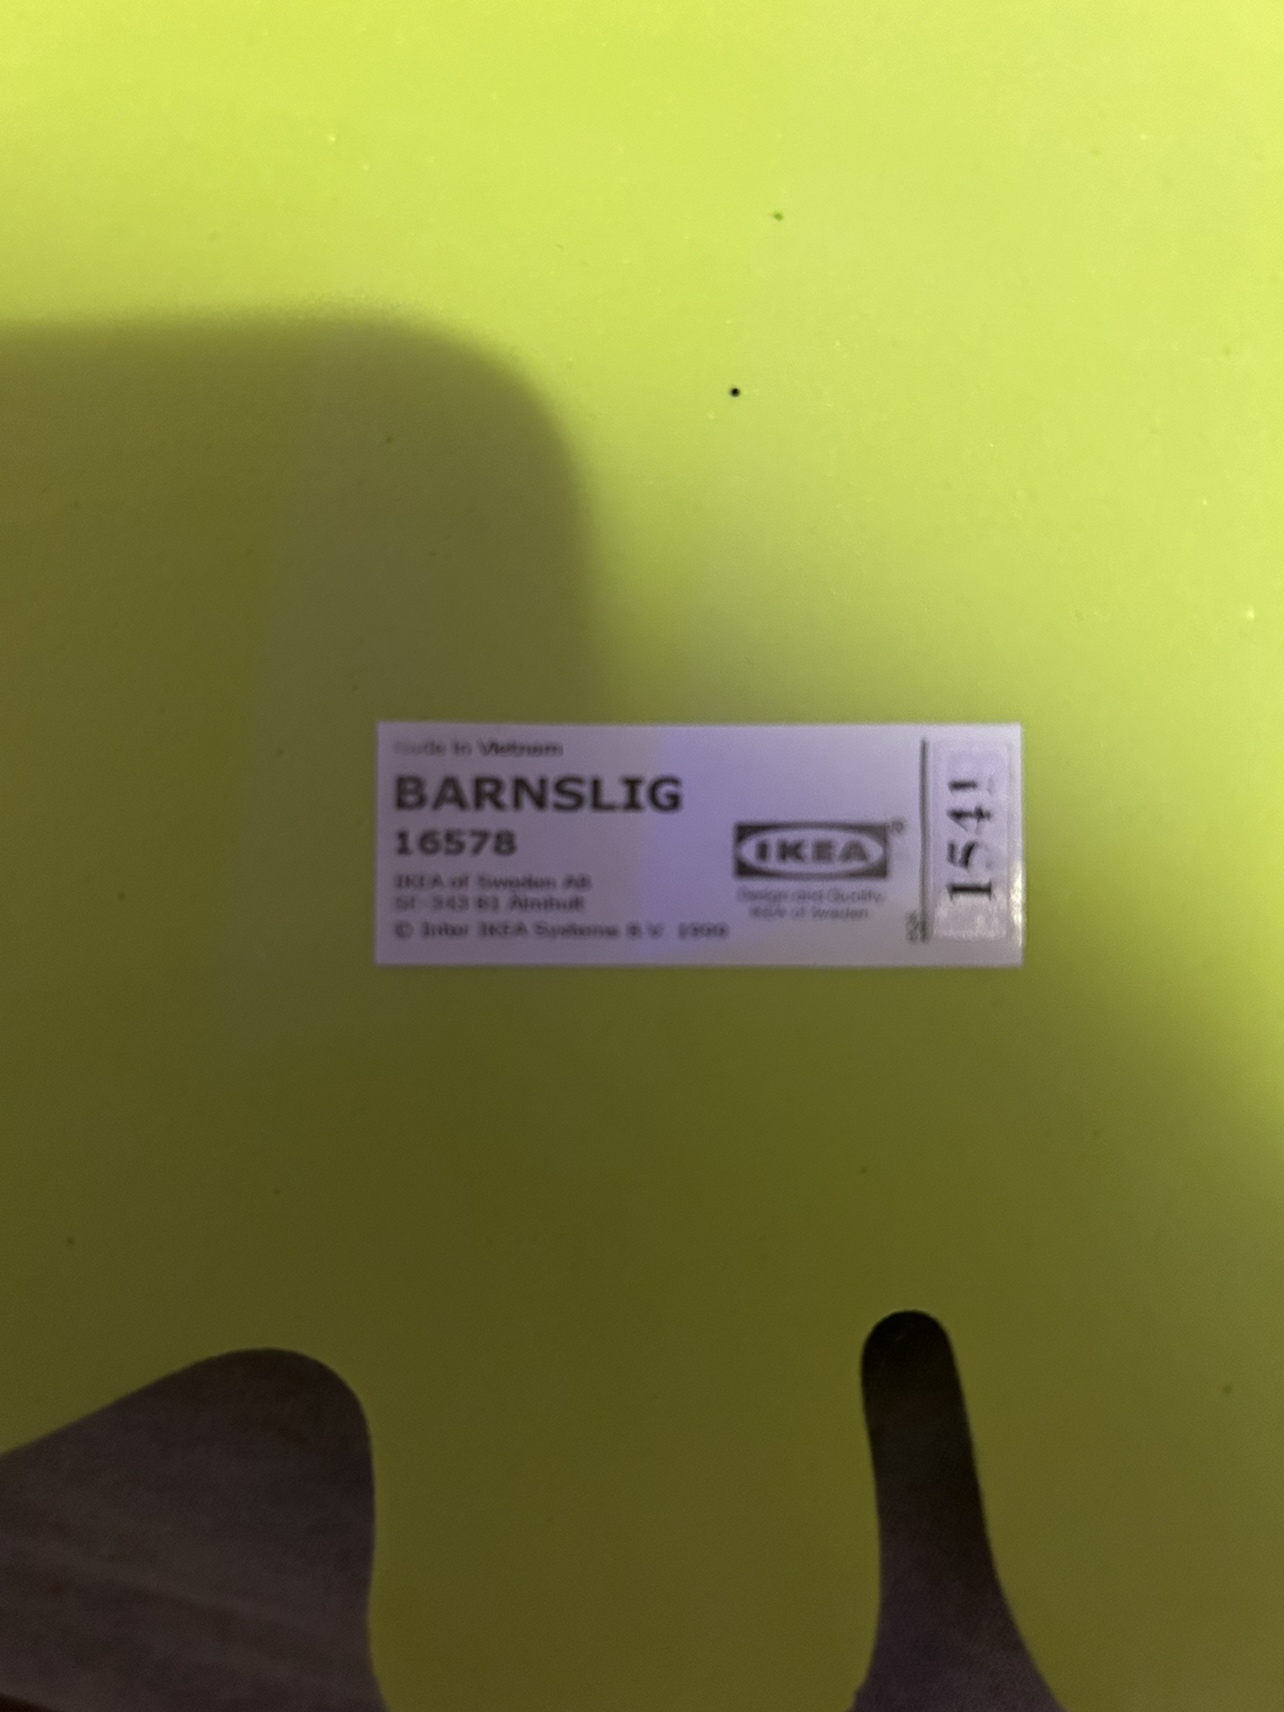 Made in Vietnam
BARNSLIG
16578
IKEA of Sweden AB
SE-343 81 Älmhult
© Inter IKEA Systems B.V. 1999
IKEA®
Design and Quality
IKEA of Sweden
1541